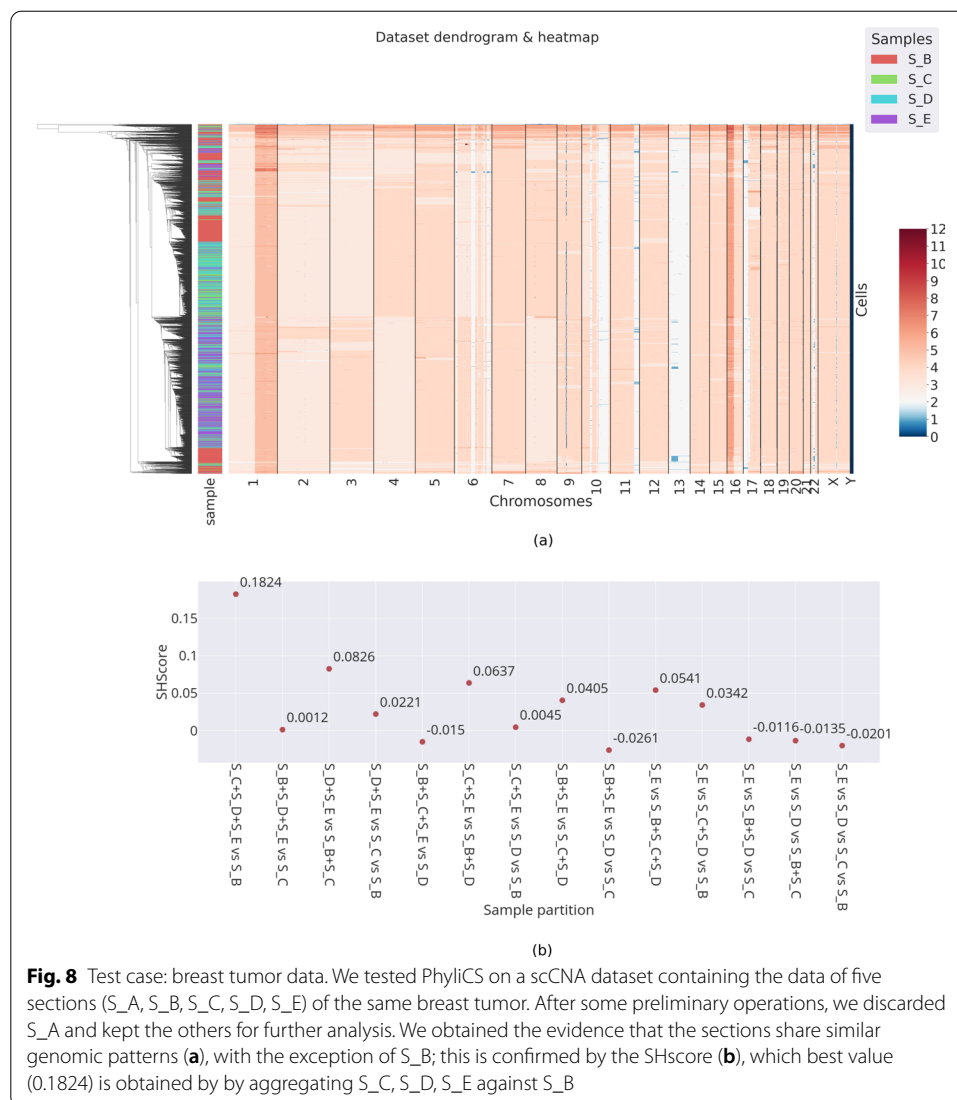 Dataset dendrogram & heatmap
Samples
S_B
S_C
S_D
S_E
12
11
10
9
8
7
6
5
4
3
2
1
0
Cells
sample
1 2 3 4 5 6 7 8 9 10 11 12 13 14 15 16 17 18 19 20 21 22 X Y
Chromosomes
(a)
SHScore
0.15
0.1
0.05
0
0.1824
0.0012
0.0826
0.0221
-0.015
0.0637
0.0045
0.0405
-0.0261
0.0541
0.0342
-0.0116
-0.0135
-0.0201
S_C+S_D+S_E vs S_B
S_B+S_D+S_E vs S_C
S_D+S_E vs S_B+S_C
S_D+S_E vs S_C vs S_B
S_B+S_C+S_E vs S_D
S_C+S_E vs S_B+S_D
S_C+S_E vs S_D vs S_B
S_B+S_E vs S_C+S_D
S_B+S_E vs S_D vs S_C
S_E vs S_B+S_C+S_D
S_E vs S_C+S_D vs S_B
S_E vs S_B+S_D vs S_C
S_E vs S_D vs S_B+S_C
S_E vs S_D vs S_C vs S_B
Sample partition
(b)
Fig. 8 Test case: breast tumor data. We tested PhyliCS on a scCNA dataset containing the data of five
sections (S_A, S_B, S_C, S_D, S_E) of the same breast tumor. After some preliminary operations, we discarded
S_A and kept the others for further analysis. We obtained the evidence that the sections share similar
genomic patterns (a), with the exception of S_B; this is confirmed by the SHscore (b), which best value
(0.1824) is obtained by by aggregating S_C, S_D, S_E against S_B